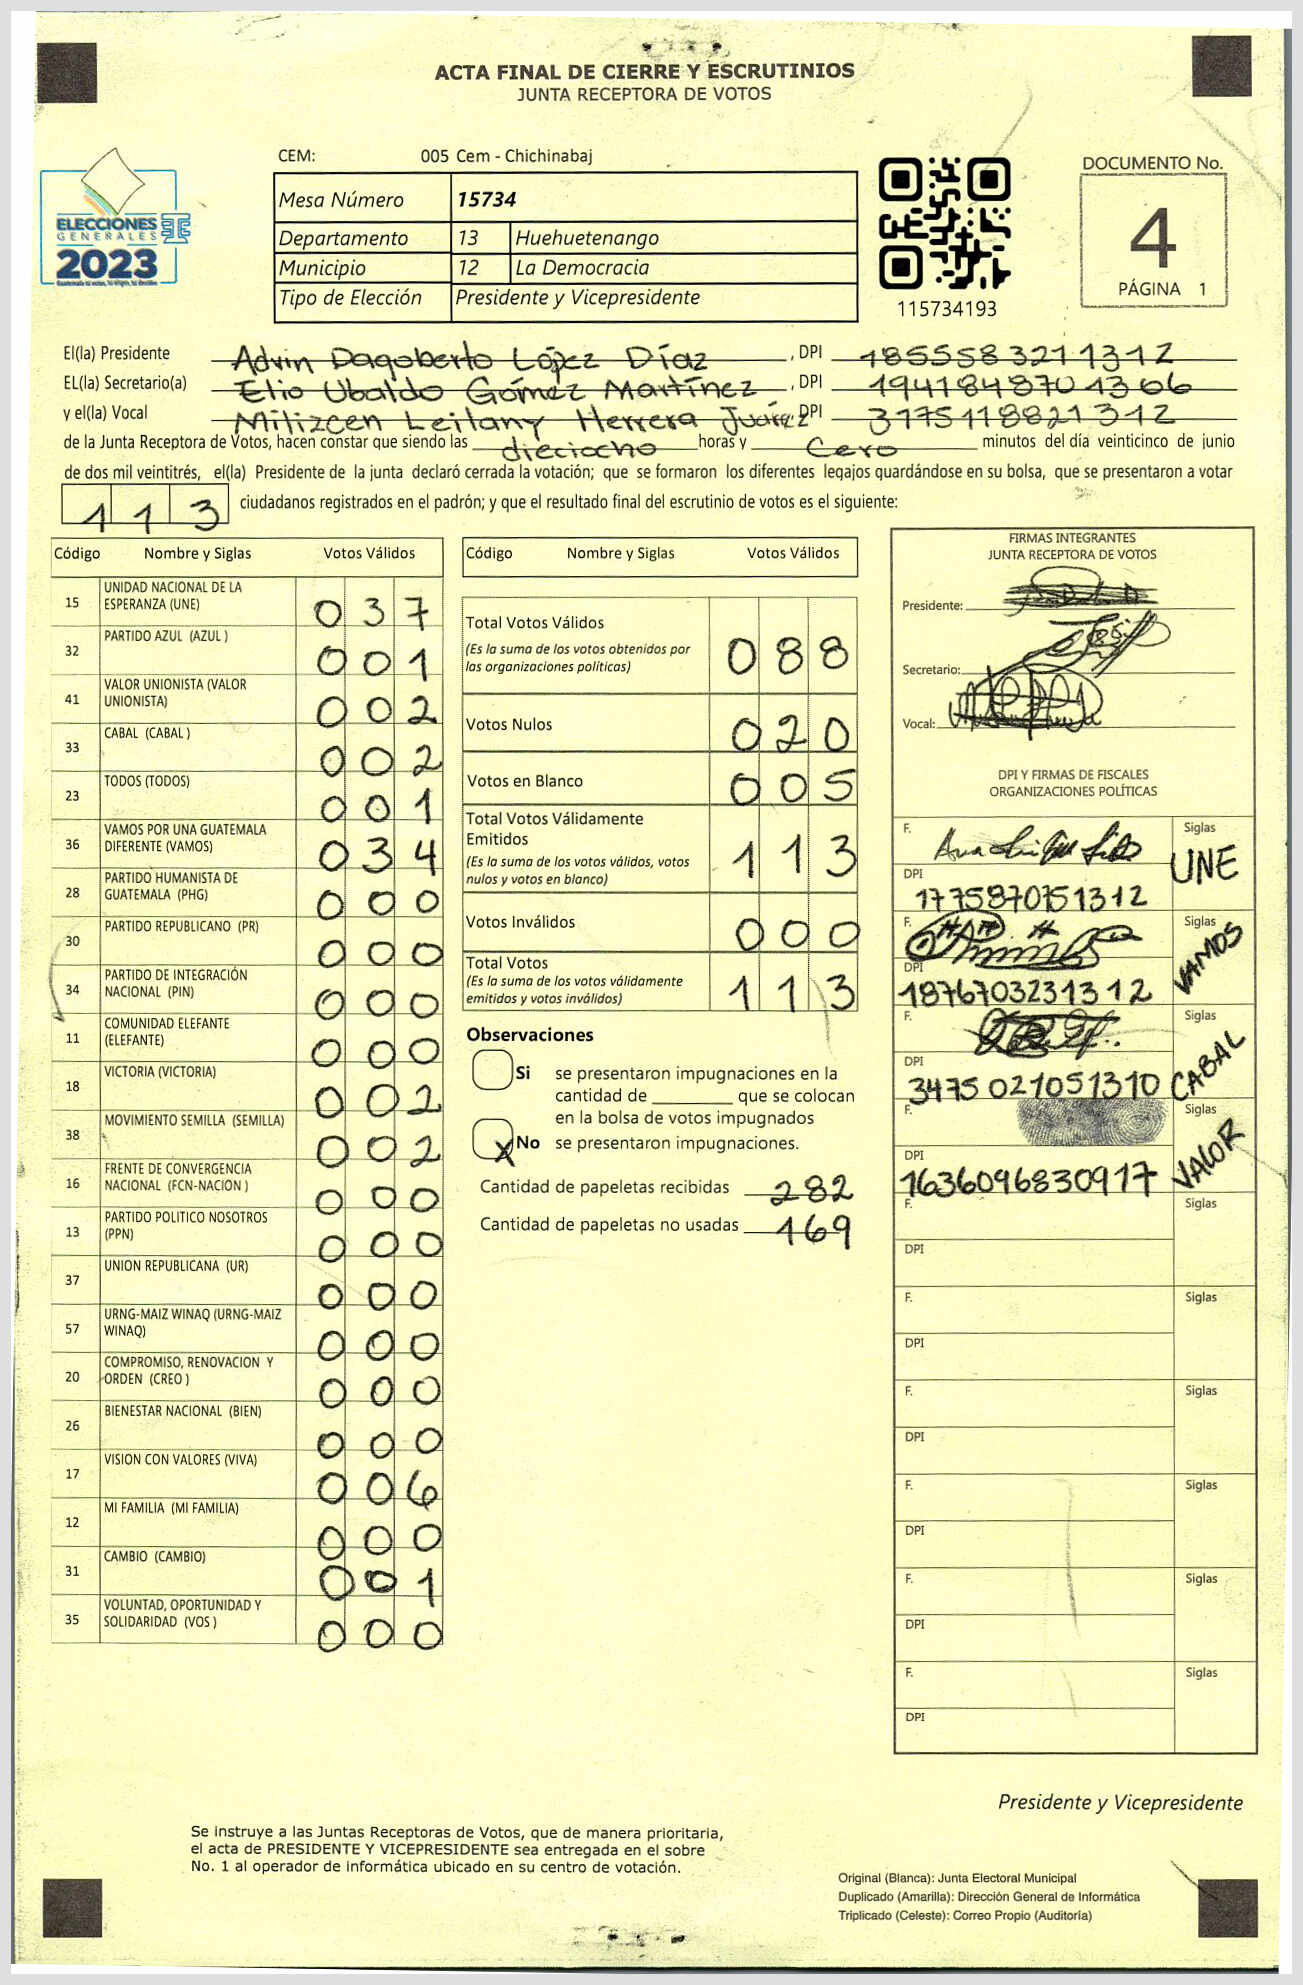 ACTA FINAL DE CIERRE Y ESCRUTINIOS
JUNTA RECEPTORA DE VOTOS
ELECCIONES
GENERALES
2023
CEM: 005 Cem - Chichinabaj
Mesa Número 15734
Departamento 13 Huehuetenango
Municipio 12 La Democracia
Tipo de Elección Presidente y Vicepresidente
115734193
DOCUMENTO No.
4
PÁGINA 1
El(la) Presidente Advin Dagoberto López Díaz , DPI 1855583211312
EL(la) Secretario(a) Elio Ubaldo Gómez Martínez , DPI 1941848701306
y el(la) Vocal Milizcen Leilany Herrera Juárez DPI 3175118821312
de la Junta Receptora de Votos, hacen constar que siendo las dieciocho horas y Cero minutos del día veinticinco de junio
de dos mil veintitrés, el(la) Presidente de la junta declaró cerrada la votación; que se formaron los diferentes legajos guardándose en su bolsa, que se presentaron a votar
113 ciudadanos registrados en el padrón; y que el resultado final del escrutinio de votos es el siguiente:
Código Nombre y Siglas Votos Válidos
15 UNIDAD NACIONAL DE LA
ESPERANZA (UNE) 037
32 PARTIDO AZUL (AZUL ) 001
41 VALOR UNIONISTA (VALOR
UNIONISTA) 002
33 CABAL (CABAL ) 002
23 TODOS (TODOS) 001
36 VAMOS POR UNA GUATEMALA
DIFERENTE (VAMOS) 034
28 PARTIDO HUMANISTA DE
GUATEMALA (PHG) 000
30 PARTIDO REPUBLICANO (PR) 000
34 PARTIDO DE INTEGRACIÓN
NACIONAL (PIN) 000
11 COMUNIDAD ELEFANTE
(ELEFANTE) 000
18 VICTORIA (VICTORIA) 002
38 MOVIMIENTO SEMILLA (SEMILLA) 002
16 FRENTE DE CONVERGENCIA
NACIONAL (FCN-NACION ) 000
13 PARTIDO POLITICO NOSOTROS
(PPN) 000
37 UNION REPUBLICANA (UR) 000
57 URNG-MAIZ WINAQ (URNG-MAIZ
WINAQ) 000
20 COMPROMISO, RENOVACION Y
ORDEN (CREO ) 000
26 BIENESTAR NACIONAL (BIEN) 000
17 VISION CON VALORES (VIVA) 006
12 MI FAMILIA (MI FAMILIA) 000
31 CAMBIO (CAMBIO) 001
35 VOLUNTAD, OPORTUNIDAD Y
SOLIDARIDAD (VOS ) 000
Código Nombre y Siglas Votos Válidos
Total Votos Válidos 088
(Es la suma de los votos obtenidos por
las organizaciones políticas)
Votos Nulos 020
Votos en Blanco 005
Total Votos Válidamente
Emitidos 113
(Es la suma de los votos válidos, votos
nulos y votos en blanco)
Votos Inválidos 000
Total Votos 113
(Es la suma de los votos válidamente
emitidos y votos inválidos)
Observaciones
Si se presentaron impugnaciones en la
cantidad de ________ que se colocan
en la bolsa de votos impugnados
X No se presentaron impugnaciones.
Cantidad de papeletas recibidas 282
Cantidad de papeletas no usadas 169
FIRMAS INTEGRANTES
JUNTA RECEPTORA DE VOTOS
Presidente:
Secretario:
Vocal:
DPI Y FIRMAS DE FISCALES
ORGANIZACIONES POLÍTICAS
F. Siglas UNE
DPI 1775870751312
F. Siglas VAMOS
DPI 1876703231312
F. Siglas CABAL
DPI 3475021051310
F. Siglas VALOR
DPI 1636096830917
F. Siglas
DPI
F. Siglas
DPI
F. Siglas
DPI
F. Siglas
DPI
F. Siglas
DPI
F. Siglas
DPI
Presidente y Vicepresidente
Se instruye a las Juntas Receptoras de Votos, que de manera prioritaria,
el acta de PRESIDENTE Y VICEPRESIDENTE sea entregada en el sobre
No. 1 al operador de informática ubicado en su centro de votación.
Original (Blanca): Junta Electoral Municipal
Duplicado (Amarilla): Dirección General de Informática
Triplicado (Celeste): Correo Propio (Auditoría)